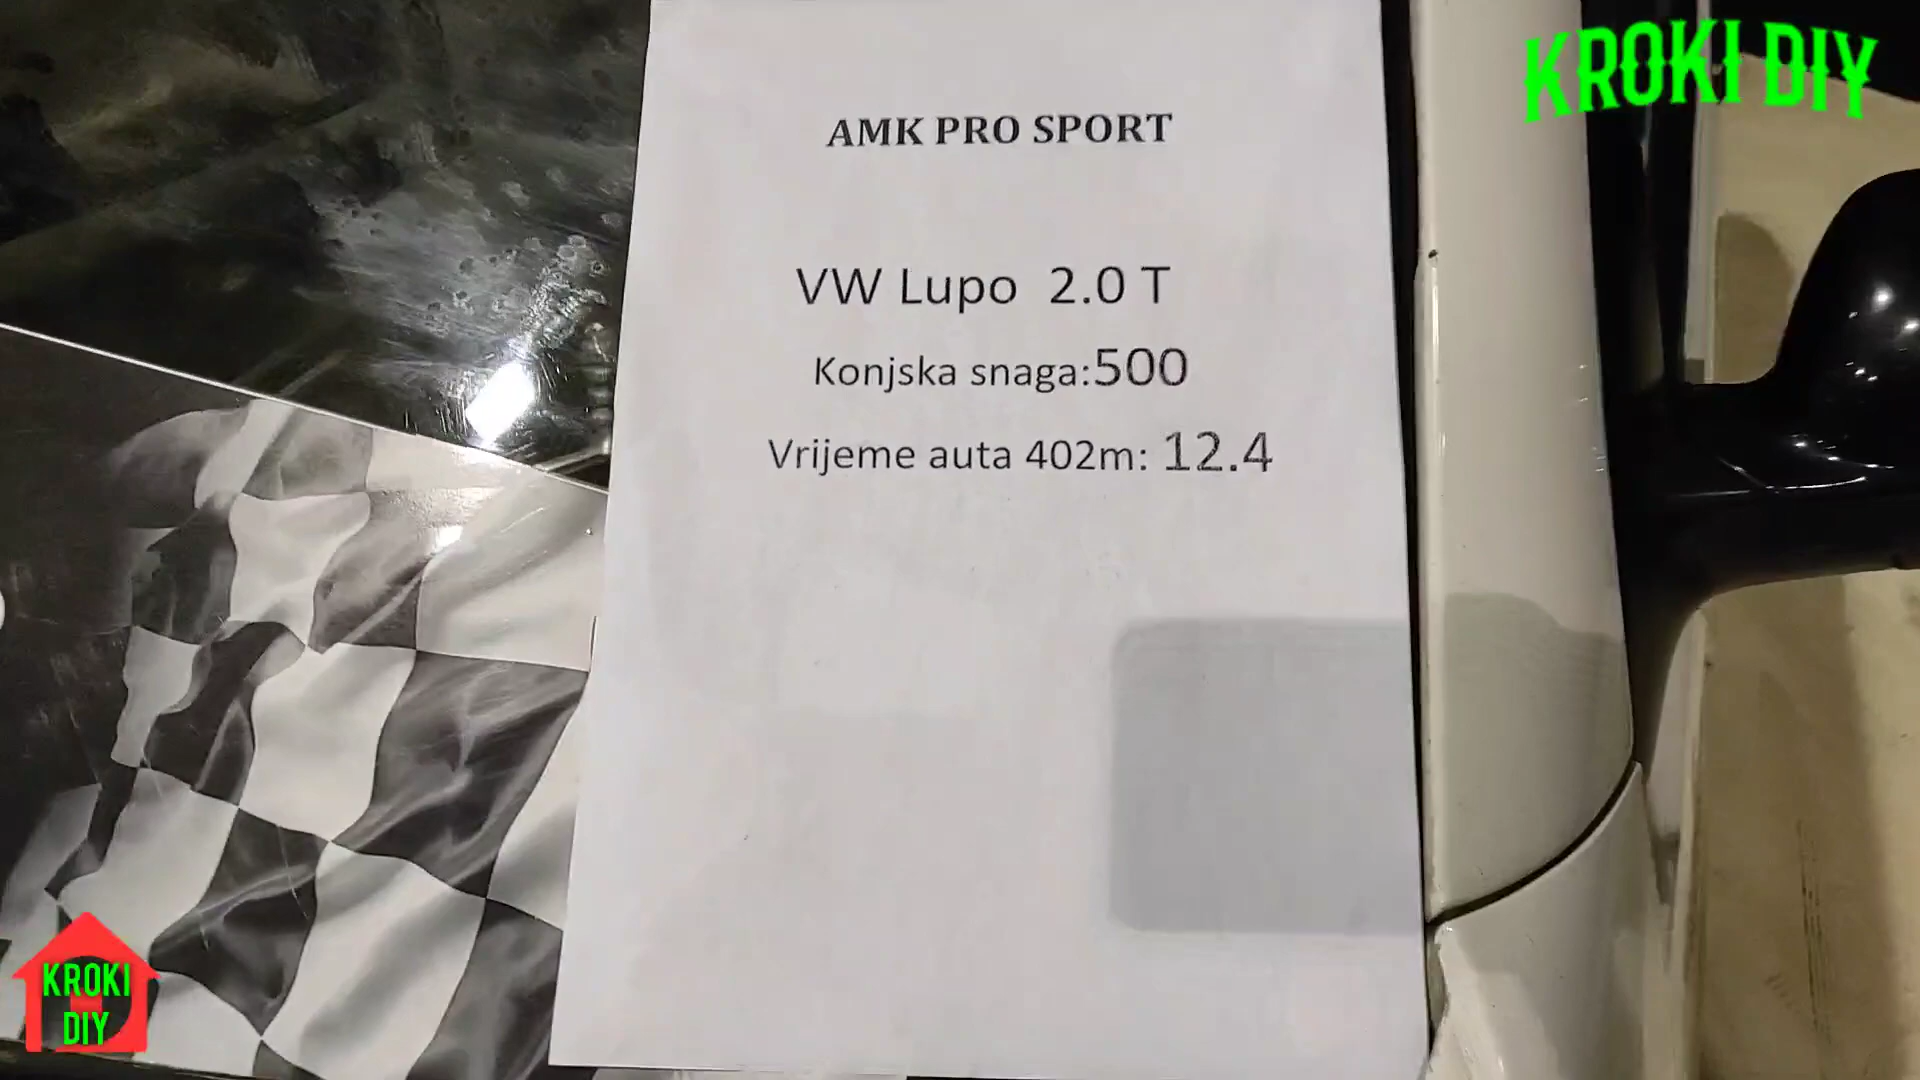 KROKI DIY
AMK PRO SPORT
VW Lupo 2.0 T
Konjska snaga:500
Vrijeme auta 402m: 12.4
KROKI
DIY